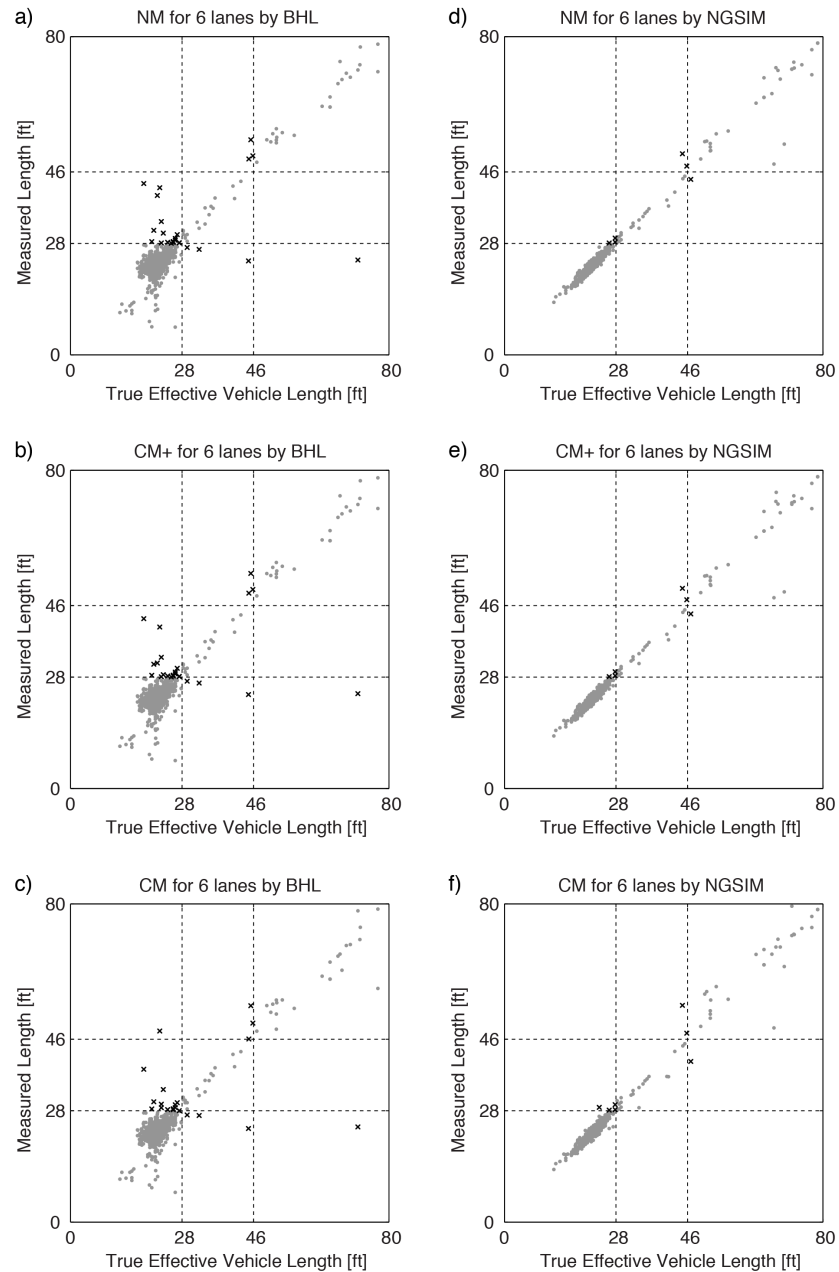 a) NM for 6 lanes by BHL
80
46
28
0
Measured Length [ft]
0 28 46 80
True Effective Vehicle Length [ft]
d) NM for 6 lanes by NGSIM
80
46
28
0
Measured Length [ft]
0 28 46 80
True Effective Vehicle Length [ft]
b) CM+ for 6 lanes by BHL
80
46
28
0
Measured Length [ft]
0 28 46 80
True Effective Vehicle Length [ft]
e) CM+ for 6 lanes by NGSIM
80
46
28
0
Measured Length [ft]
0 28 46 80
True Effective Vehicle Length [ft]
c) CM for 6 lanes by BHL
80
46
28
0
Measured Length [ft]
0 28 46 80
True Effective Vehicle Length [ft]
f) CM for 6 lanes by NGSIM
80
46
28
0
Measured Length [ft]
0 28 46 80
True Effective Vehicle Length [ft]